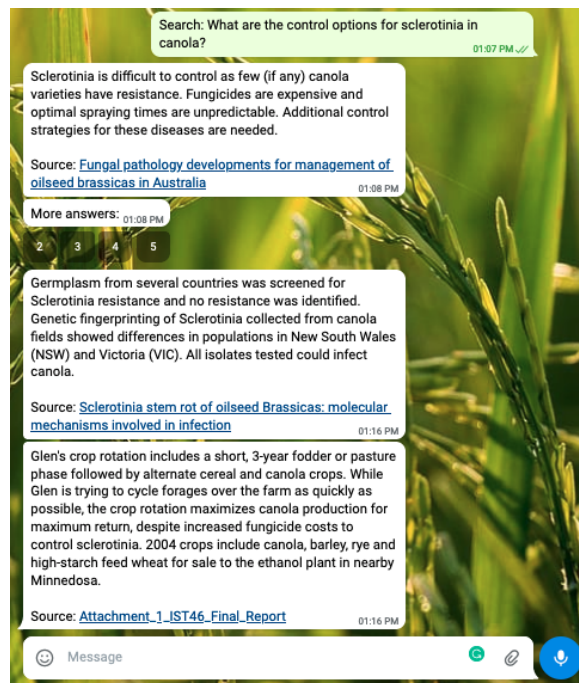 Search: What are the control options for sclerotinia in
canola?
01:07 PM
Sclerotinia is difficult to control as few (if any) canola
varieties have resistance. Fungicides are expensive and
optimal spraying times are unpredictable. Additional control
strategies for these diseases are needed.
Source: Fungal pathology developments for management of
oilseed brassicas in Australia
01:08 PM
More answers: 01:08 PM
2 3 4 5
Germplasm from several countries was screened for
Sclerotinia resistance and no resistance was identified.
Genetic fingerprinting of Sclerotinia collected from canola
fields showed differences in populations in New South Wales
(NSW) and Victoria (VIC). All isolates tested could infect
canola.
Source: Sclerotinia stem rot of oilseed Brassicas: molecular
mechanisms involved in infection
01:16 PM
Glen's crop rotation includes a short, 3-year fodder or pasture
phase followed by alternate cereal and canola crops. While
Glen is trying to cycle forages over the farm as quickly as
possible, the crop rotation maximizes canola production for
maximum return, despite increased fungicide costs to
control sclerotinia. 2004 crops include canola, barley, rye and
high-starch feed wheat for sale to the ethanol plant in nearby
Minnedosa.
Source: Attachment_1_IST46_Final_Report
01:16 PM
Message